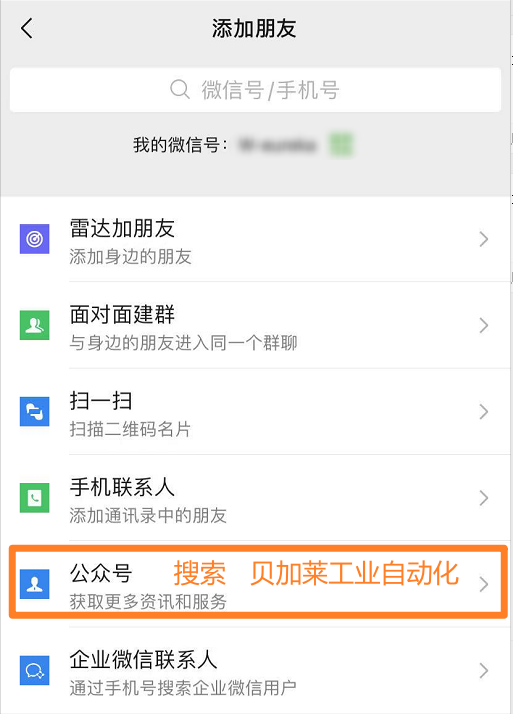 添加朋友
微信号/手机号
我的微信号:
雷达加朋友
添加身边的朋友
面对面建群
与身边的朋友进入同一个群聊
扫一扫
扫描二维码名片
手机联系人
添加通讯录中的朋友
公众号 搜索 贝加莱工业自动化
获取更多资讯和服务
企业微信联系人
通过手机号搜索企业微信用户